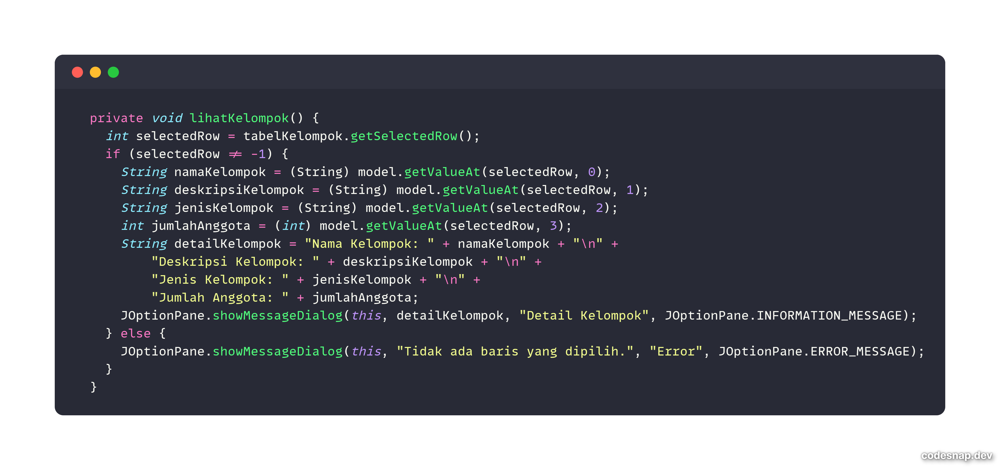 private void lihatKelompok() {
  int selectedRow = tabelKelompok.getSelectedRow();
  if (selectedRow != -1) {
    String namaKelompok = (String) model.getValueAt(selectedRow, 0);
    String deskripsiKelompok = (String) model.getValueAt(selectedRow, 1);
    String jenisKelompok = (String) model.getValueAt(selectedRow, 2);
    int jumlahAnggota = (int) model.getValueAt(selectedRow, 3);
    String detailKelompok = "Nama Kelompok: " + namaKelompok + "\n" +
        "Deskripsi Kelompok: " + deskripsiKelompok + "\n" +
        "Jenis Kelompok: " + jenisKelompok + "\n" +
        "Jumlah Anggota: " + jumlahAnggota;
    JOptionPane.showMessageDialog(this, detailKelompok, "Detail Kelompok", JOptionPane.INFORMATION_MESSAGE);
  } else {
    JOptionPane.showMessageDialog(this, "Tidak ada baris yang dipilih.", "Error", JOptionPane.ERROR_MESSAGE);
  }
}
codesnap.dev